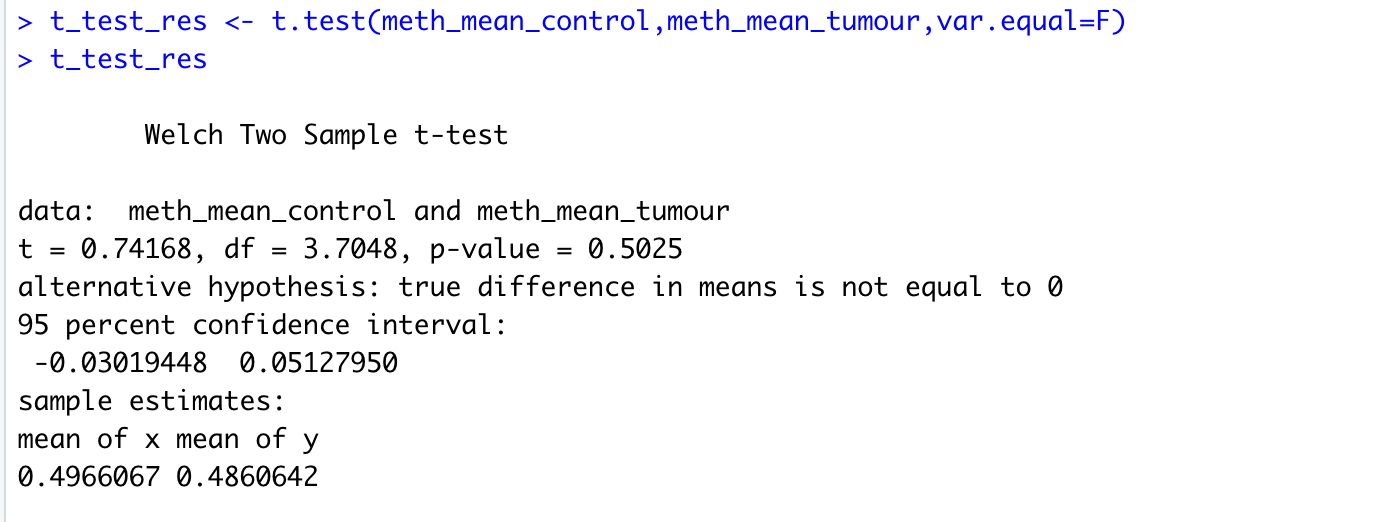 > t_test_res <- t.test(meth_mean_control,meth_mean_tumour,var.equal=F)
> t_test_res
Welch Two Sample t-test
data:  meth_mean_control and meth_mean_tumour
t = 0.74168, df = 3.7048, p-value = 0.5025
alternative hypothesis: true difference in means is not equal to 0
95 percent confidence interval:
 -0.03019448  0.05127950
sample estimates:
mean of x mean of y
0.4966067 0.4860642